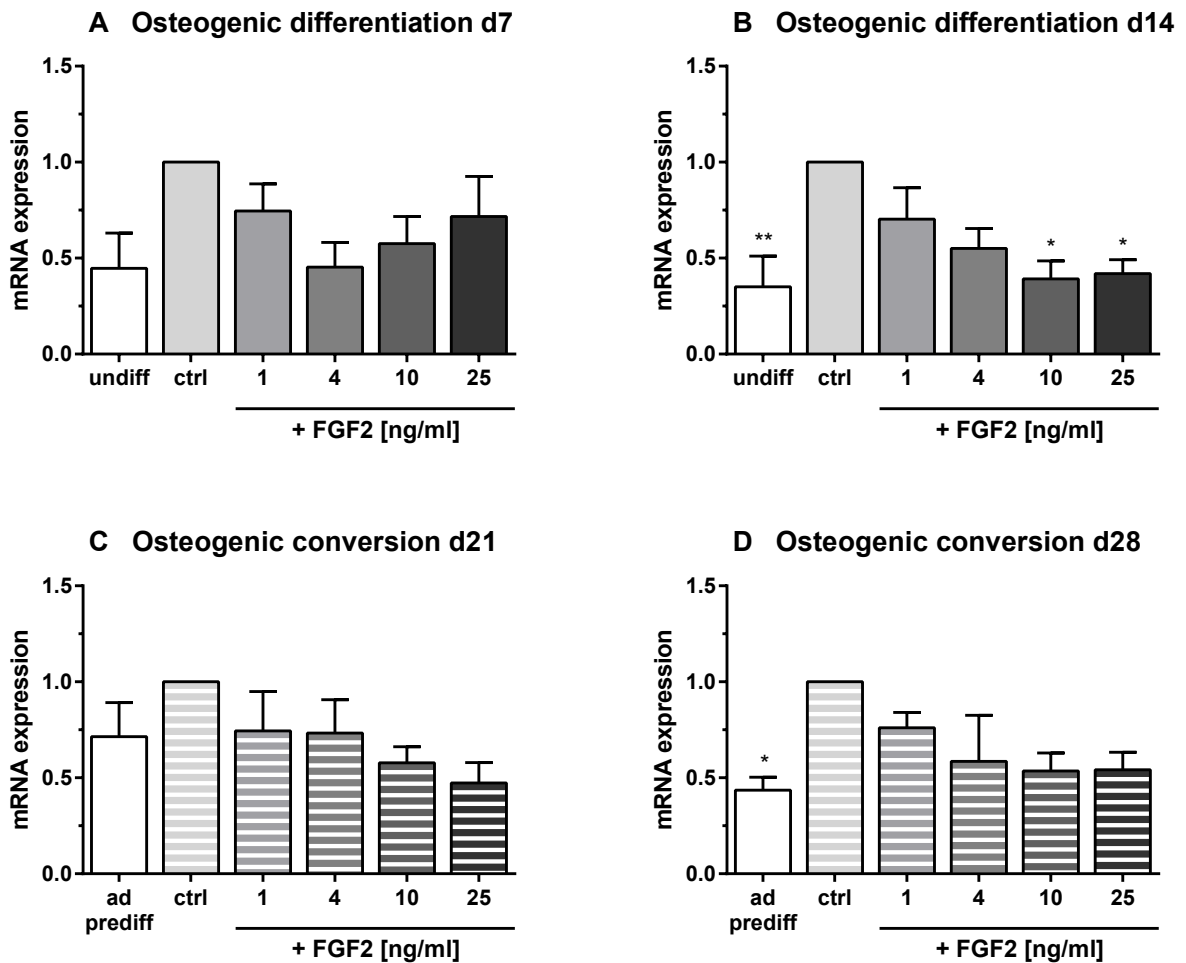 A Osteogenic differentiation d7
mRNA expression
1.5
1.0
0.5
0.0
undiff ctrl 1 4 10 25
+ FGF2 [ng/ml]
B Osteogenic differentiation d14
mRNA expression
1.5
1.0
0.5
0.0
** * *
undiff ctrl 1 4 10 25
+ FGF2 [ng/ml]
C Osteogenic conversion d21
mRNA expression
1.5
1.0
0.5
0.0
ad prediff ctrl 1 4 10 25
+ FGF2 [ng/ml]
D Osteogenic conversion d28
mRNA expression
1.5
1.0
0.5
0.0
*
ad prediff ctrl 1 4 10 25
+ FGF2 [ng/ml]